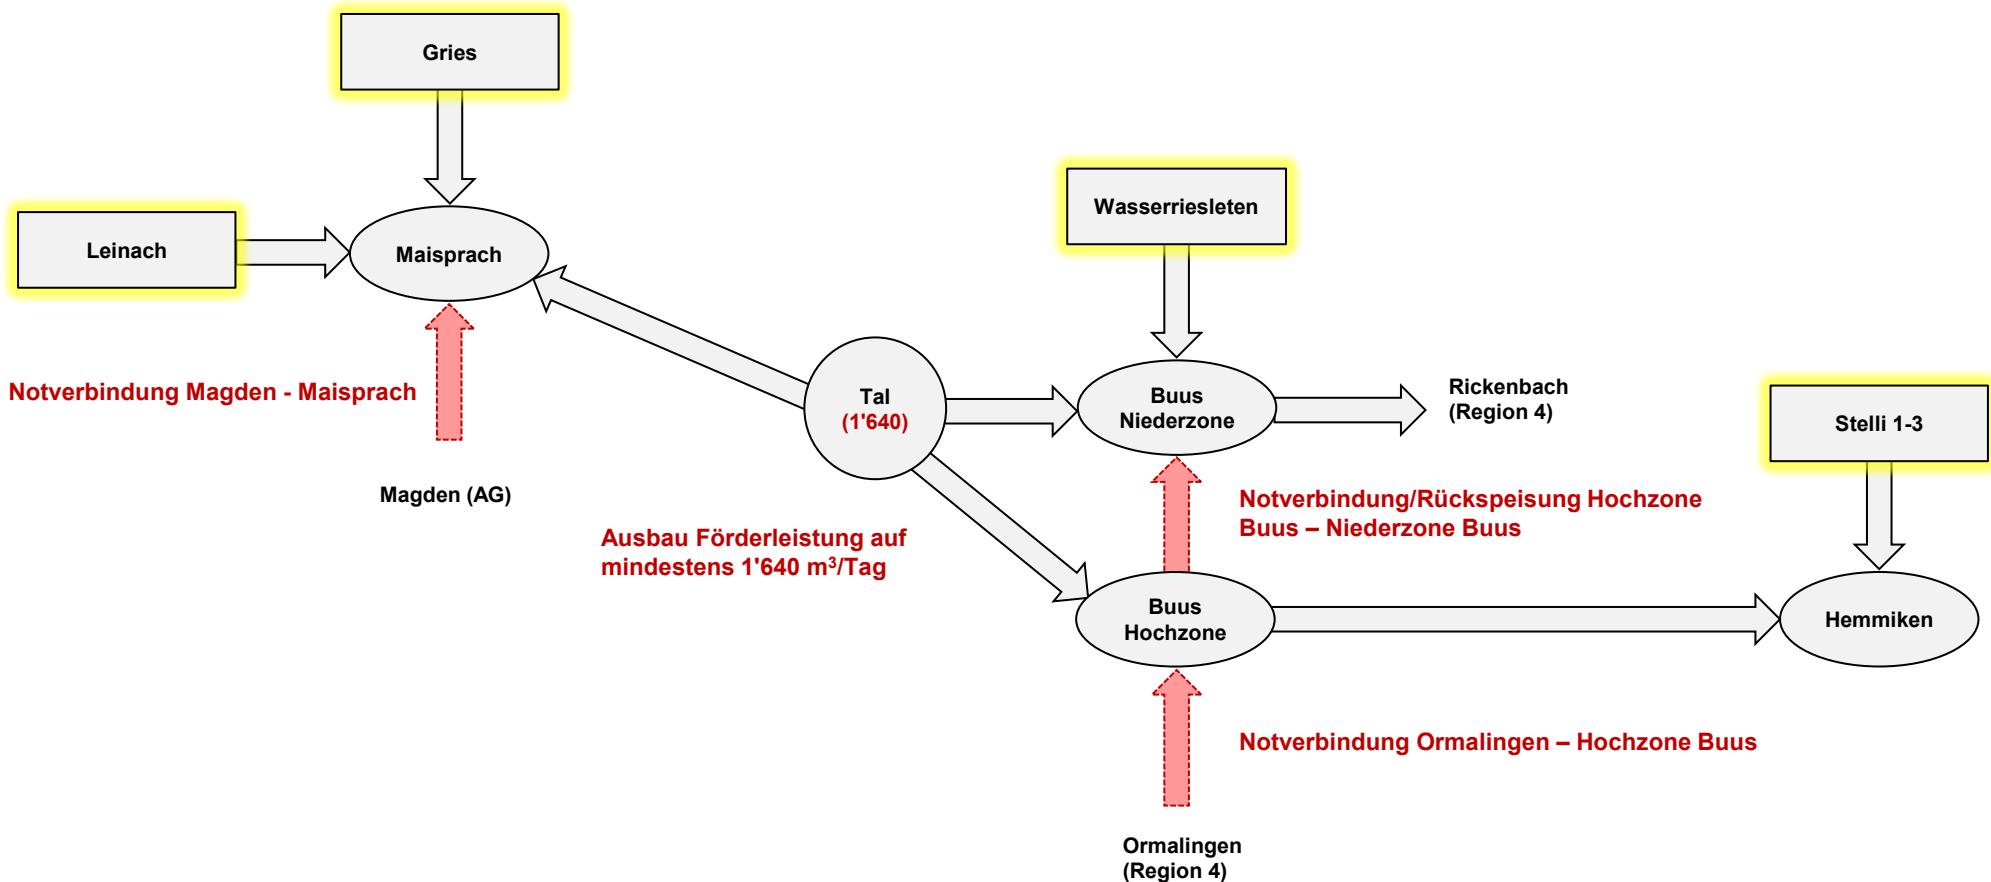 Gries
Wasserriesleten
Leinach
Maisprach
Notverbindung Magden - Maisprach
Tal
(1'640)
Buus
Niederzone
Rickenbach
(Region 4)
Stelli 1-3
Magden (AG)
Notverbindung/Rückspeisung Hochzone
Buus – Niederzone Buus
Ausbau Förderleistung auf
mindestens 1'640 m³/Tag
Buus
Hochzone
Hemmiken
Notverbindung Ormalingen – Hochzone Buus
Ormalingen
(Region 4)